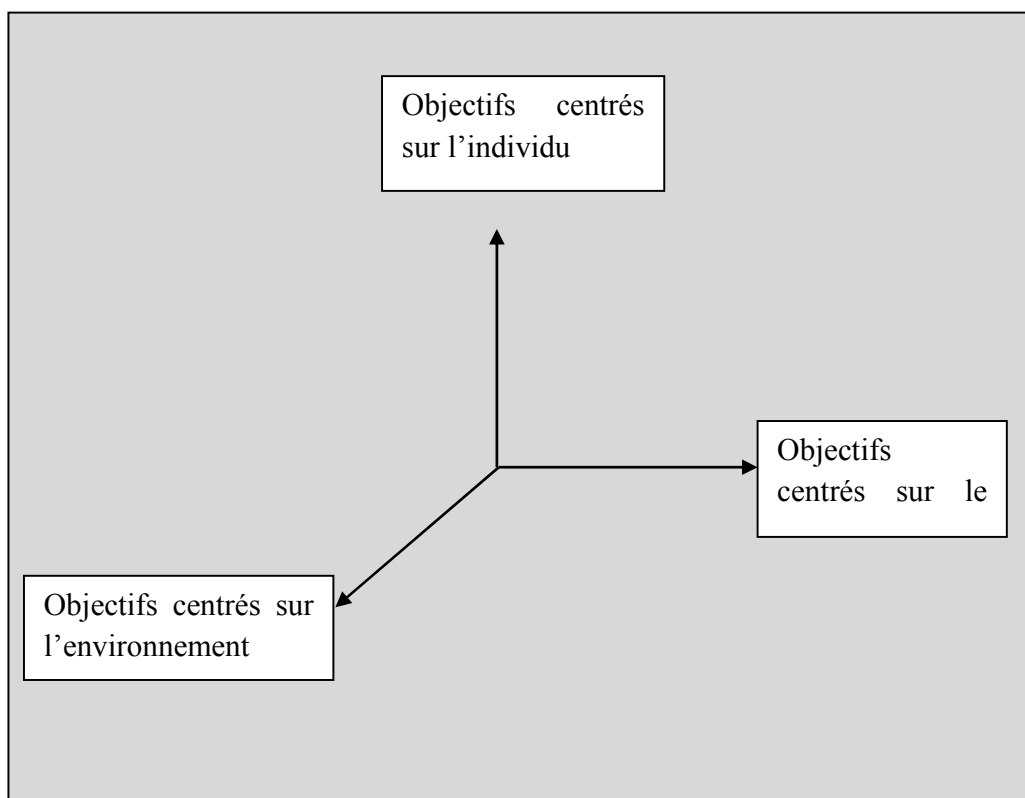 Objectifs centrés
sur l’individu
Objectifs
centrés sur le
Objectifs centrés sur
l’environnement